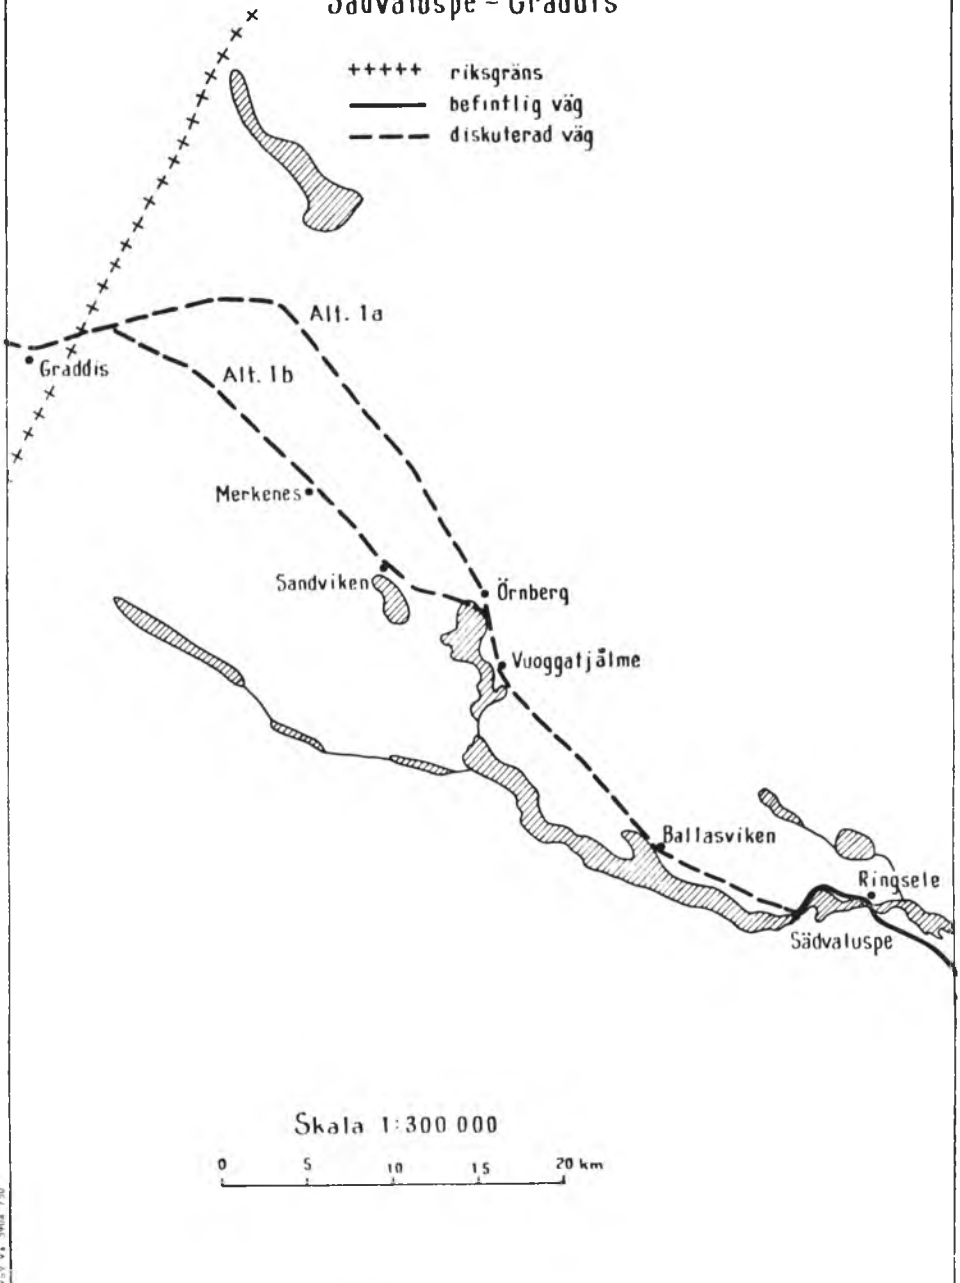 Sädvaluspe - Graddis
+++++ riksgräns
befintlig väg
diskuterad väg
Alt. 1a
Graddis
Alt. 1b
Merkenes
Sandviken
Örnberg
Vuoggatjålme
Ballasviken
Ringsele
Sädvaluspe
Skala 1:300 000
0 5 10 15 20 km